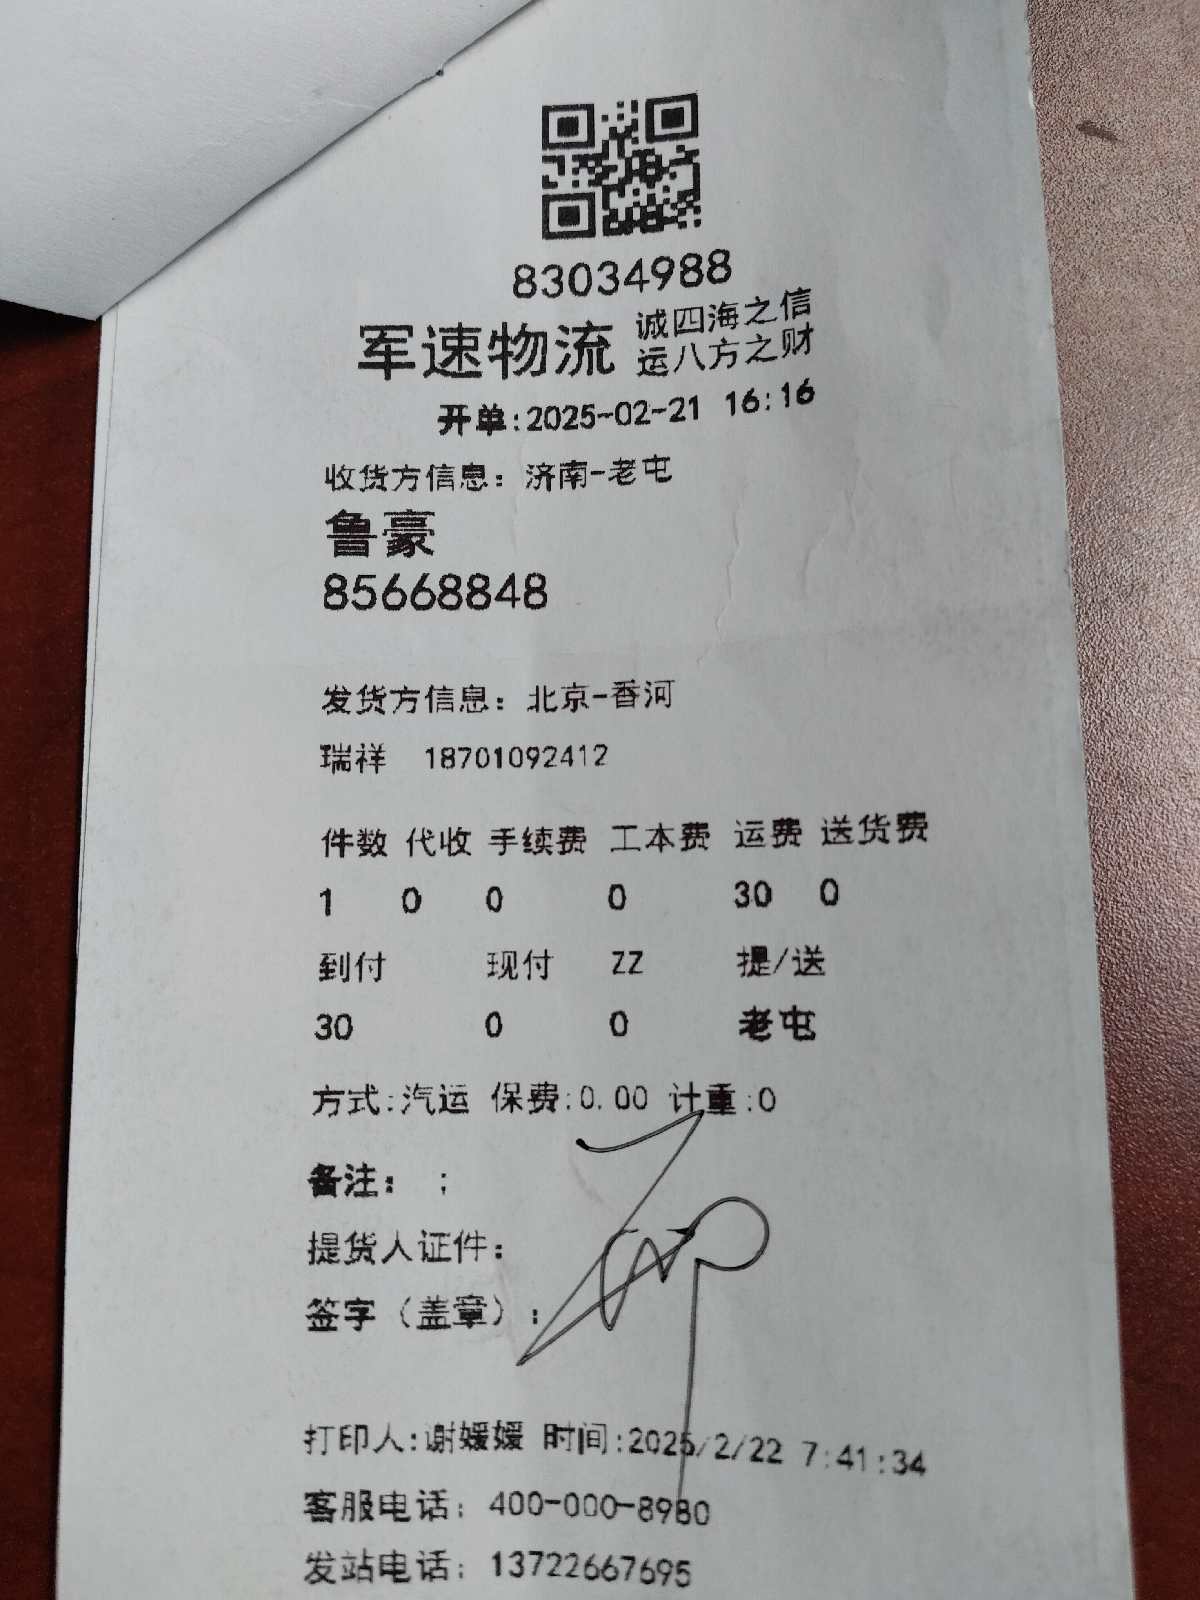 83034988
军速物流 诚四海之信
运八方之财
开单:2025-02-21 16:16
收货方信息：济南-老屯
鲁豪
85668848
发货方信息：北京-香河
瑞祥 18701092412
件数 代收 手续费 工本费 运费 送货费
1 0 0 0 30 0
到付 现付 ZZ 提/送
30 0 0 老屯
方式:汽运 保费:0.00 计重:0
备注： ;
提货人证件：
签字（盖章）:
打印人:谢媛媛 时间:2025/2/22 7:41:34
客服电话: 400-000-8980
发站电话: 13722667695